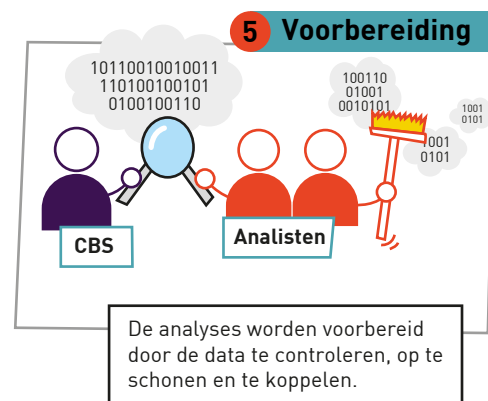 5 Voorbereiding
10110010010011
110100100101
0100100110
100110
01001
0010101
1001
0101
1001
0101
CBS
Analisten
De analyses worden voorbereid
door de data te controleren, op te
schonen en te koppelen.